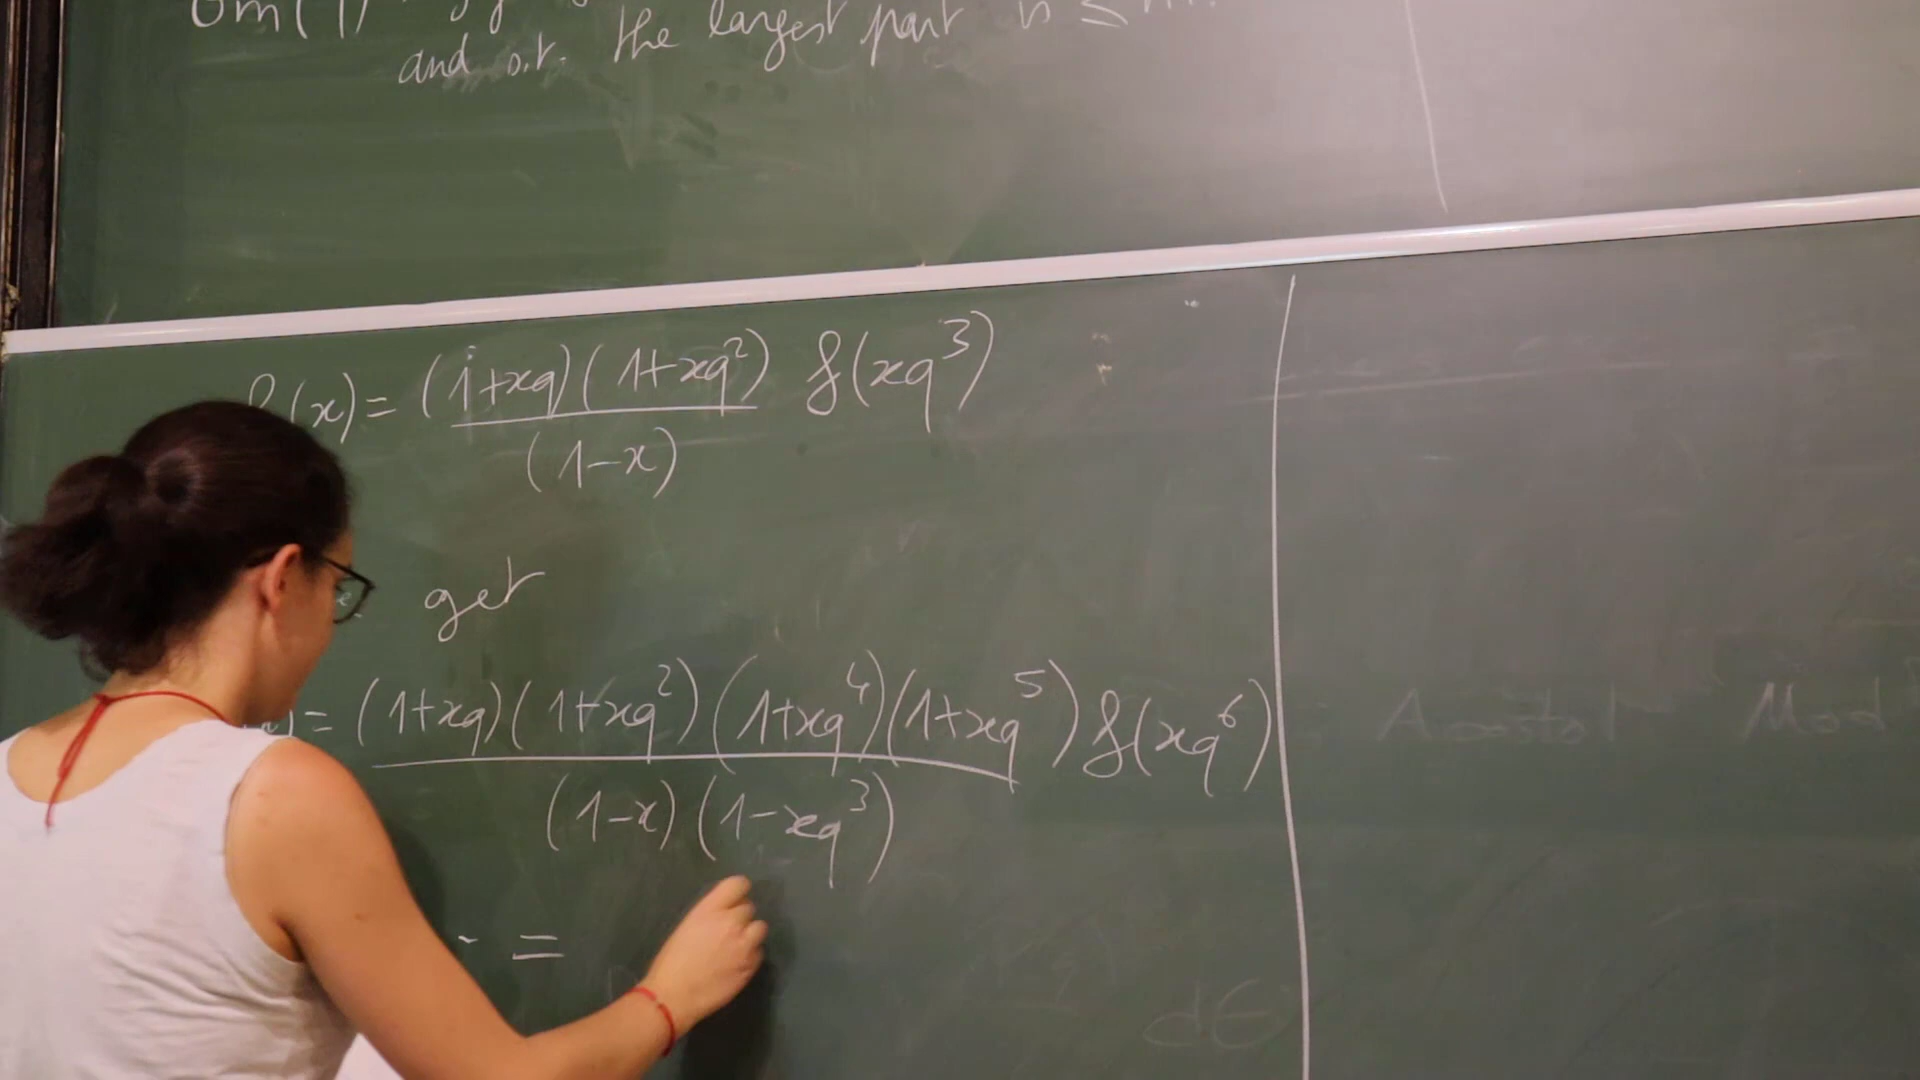 and s.t. the largest part is ≤ m.
f(x) = (1+xq)(1+xq²) / (1-x) f(xq³)
get
= (1+xq)(1+xq²)(1+xq⁴)(1+xq⁵) / (1-x)(1-xq³) f(xq⁶)
=